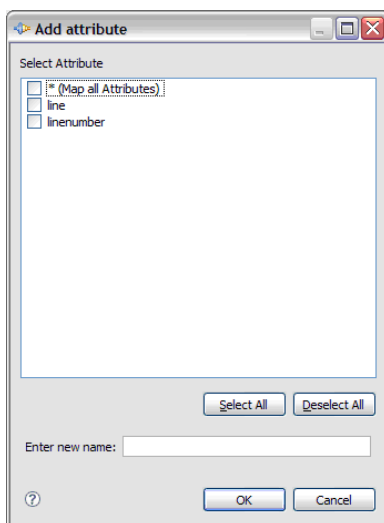 Add attribute
Select Attribute
* (Map all Attributes)
line
linenumber
Select All Deselect All
Enter new name:
? OK Cancel